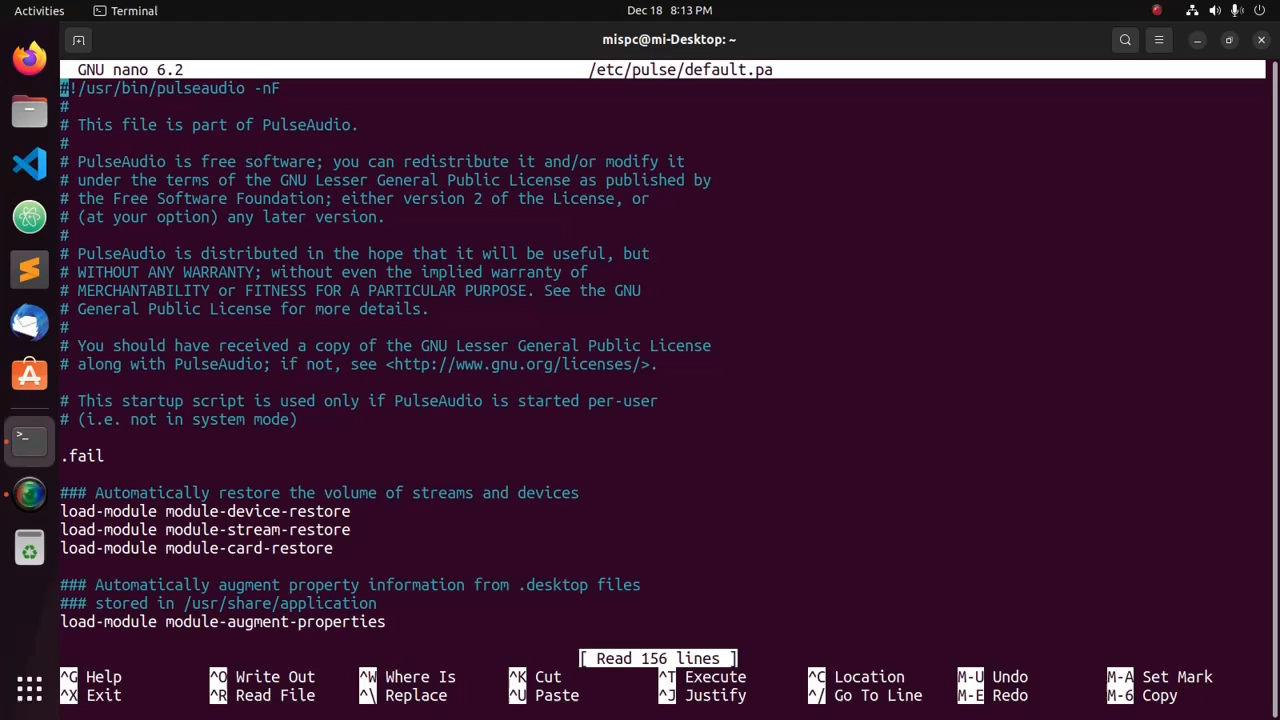 Activities Terminal Dec 18 8:13 PM
mispc@mi-Desktop: ~
GNU nano 6.2 /etc/pulse/default.pa
#!/usr/bin/pulseaudio -nF
#
# This file is part of PulseAudio.
#
# PulseAudio is free software; you can redistribute it and/or modify it
# under the terms of the GNU Lesser General Public License as published by
# the Free Software Foundation; either version 2 of the License, or
# (at your option) any later version.
#
# PulseAudio is distributed in the hope that it will be useful, but
# WITHOUT ANY WARRANTY; without even the implied warranty of
# MERCHANTABILITY or FITNESS FOR A PARTICULAR PURPOSE. See the GNU
# General Public License for more details.
#
# You should have received a copy of the GNU Lesser General Public License
# along with PulseAudio; if not, see <http://www.gnu.org/licenses/>.

# This startup script is used only if PulseAudio is started per-user
# (i.e. not in system mode)

.fail

### Automatically restore the volume of streams and devices
load-module module-device-restore
load-module module-stream-restore
load-module module-card-restore

### Automatically augment property information from .desktop files
### stored in /usr/share/application
load-module module-augment-properties
[ Read 156 lines ]
^G Help ^O Write Out ^W Where Is ^K Cut ^T Execute ^C Location M-U Undo M-A Set Mark
^X Exit ^R Read File ^\ Replace ^U Paste ^J Justify ^/ Go To Line M-E Redo M-6 Copy